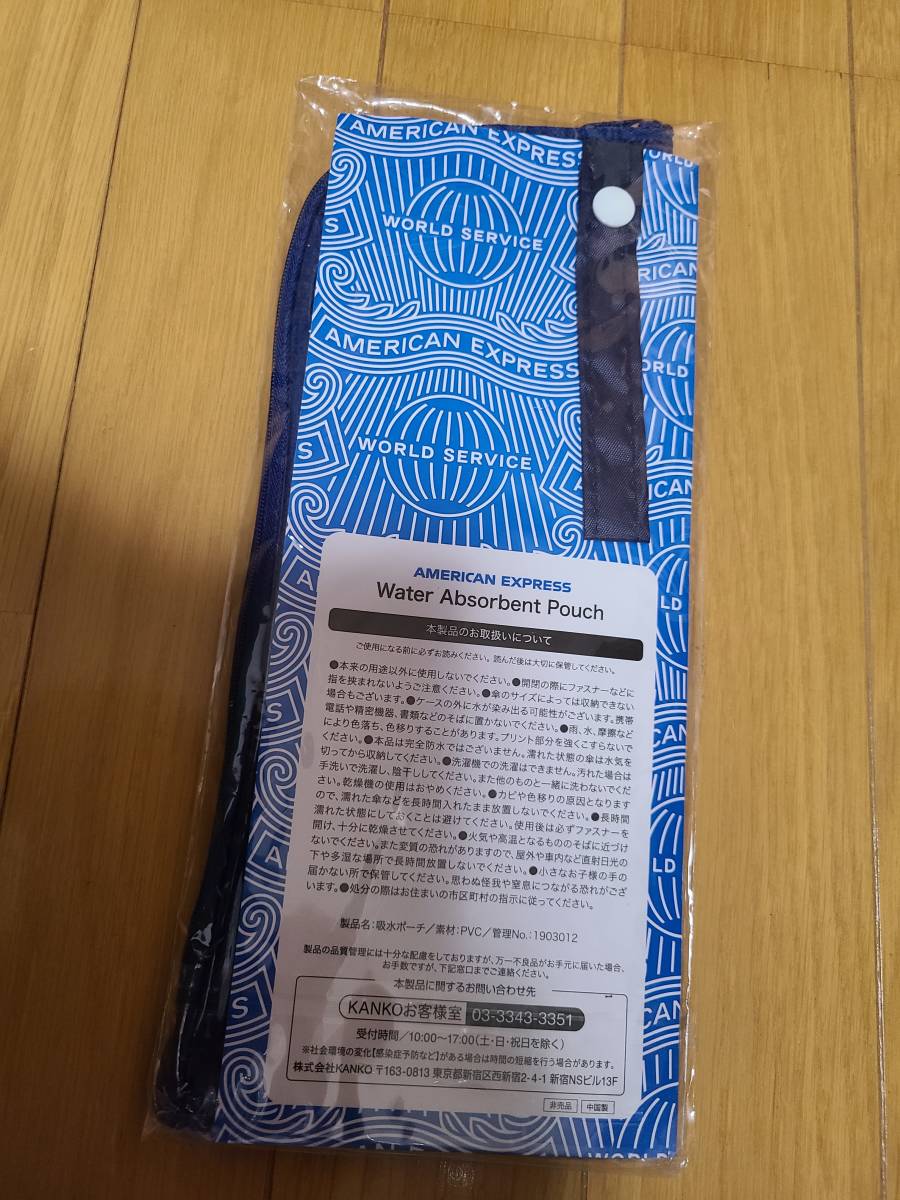 AMERICAN EXPRESS
WORLD
WORLD SERVICE
S
RICAN
AMERICAN EXPRESS
ORLD
WORLD SERVICE
S
A
ICAN
A
S
LD
AMERICAN EXPRESS
Water Absorbent Pouch
本製品のお取扱いについて
ご使用になる前に必ずお読みください。読んだ後は大切に保管してください。
●本来の用途以外に使用しないでください。●開閉の際にファスナーなどに
指を挟まれないようご注意ください。●傘のサイズによっては収納できない
場合もございます。●ケースの外に水が染み出る可能性がございます。携帯
電話や精密機器、書類などのそばに置かないでください。●雨、水、摩擦など
により色落ち、色移りすることがあります。プリント部分を強くこすらないで
ください。●本品は完全防水ではございません。濡れた状態の傘は水気を
切ってから収納してください。●洗濯機での洗濯はできません。汚れた場合は
手洗いで洗濯し、陰干ししてください。また他のものと一緒に洗わないでくだ
さい。乾燥機の使用はおやめください。●カビや色移りの原因となります
ので、濡れた傘などを長時間入れたまま放置しないでください。●長時間
濡れた状態にしておくことは避けてください。使用後は必ずファスナーを
開け、十分に乾燥させてください。●火気や高温となるもののそばに近づけ
ないでください。また変質の恐れがありますので、屋外や車内など直射日光の
下や多湿な場所で長時間放置しないでください。●小さなお子様の手の
届かない所で保管してください。思わぬ怪我や窒息につながる恐れがござ
います。●処分の際はお住まいの市区町村の指示に従ってください。
製品名:吸水ポーチ/素材:PVC/管理No.:1903012
製品の品質管理には十分な配慮をしておりますが、万一不良品がお手元に届いた場合、
お手数ですが、下記窓口までご連絡ください。
本製品に関するお問い合わせ先
KANKOお客様室 03-3343-3351
受付時間/10:00〜17:00(土・日・祝日を除く)
※社会環境の変化【感染症予防など】がある場合は時間の短縮を行う場合があります。
株式会社KANKO 〒163-0813 東京都新宿区西新宿2-4-1 新宿NSビル13F
非売品 中国製
S
CAN
A
LD
S
CAN
WORLD